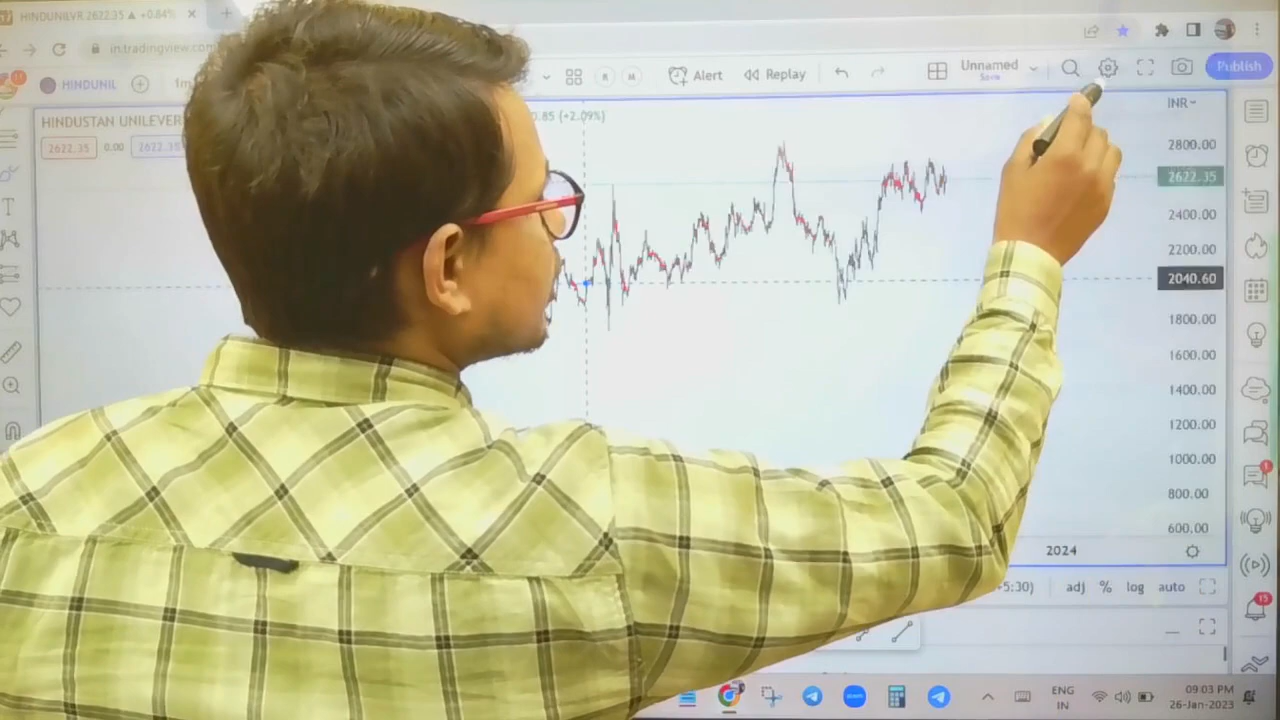 HINDUNILVR 2622.35 ▲ +0.84%
in.tradingview.com
HINDUNIL
Alert
Replay
Unnamed
Save
Publish
HINDUSTAN UNILEVER
0.85 (+2.09%)
INR
2622.35
0.00
2622.35
2800.00
2622.35
2400.00
2200.00
2040.60
1800.00
1600.00
1400.00
1200.00
1000.00
800.00
600.00
2024
+5:30)
adj
%
log
auto
15
ENG
IN
09:03 PM
26-Jan-2023